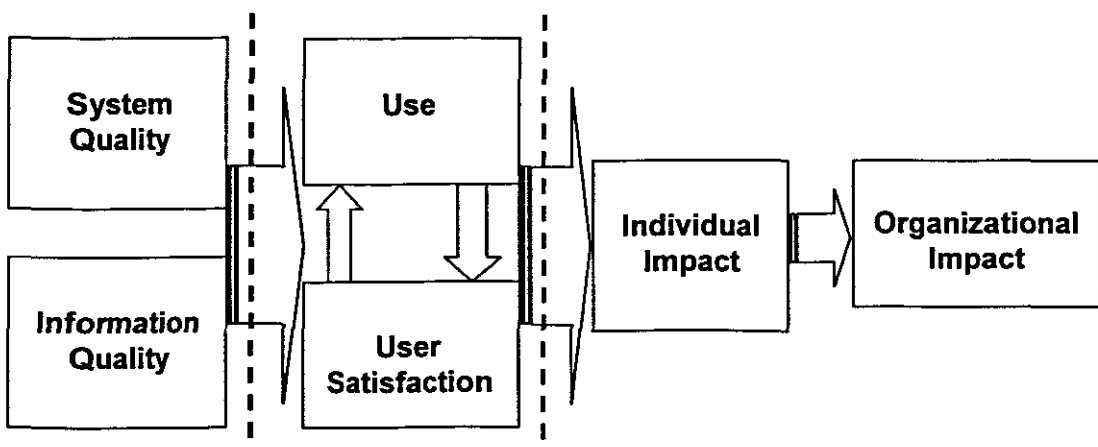 System
Quality
Information
Quality
Use
User
Satisfaction
Individual
Impact
Organizational
Impact